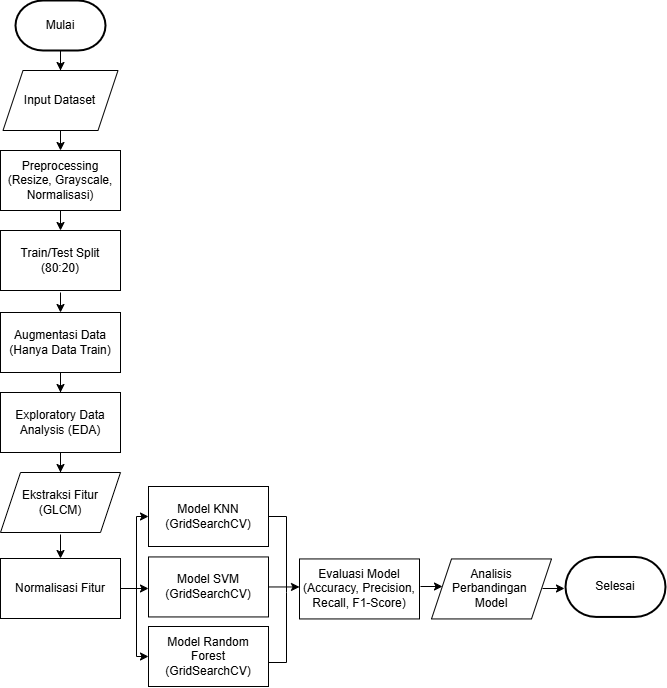 Mulai
Input Dataset
Preprocessing
(Resize, Grayscale,
Normalisasi)
Train/Test Split
(80:20)
Augmentasi Data
(Hanya Data Train)
Exploratory Data
Analysis (EDA)
Ekstraksi Fitur
(GLCM)
Normalisasi Fitur
Model KNN
(GridSearchCV)
Model SVM
(GridSearchCV)
Model Random
Forest
(GridSearchCV)
Evaluasi Model
(Accuracy, Precision,
Recall, F1-Score)
Analisis
Perbandingan
Model
Selesai